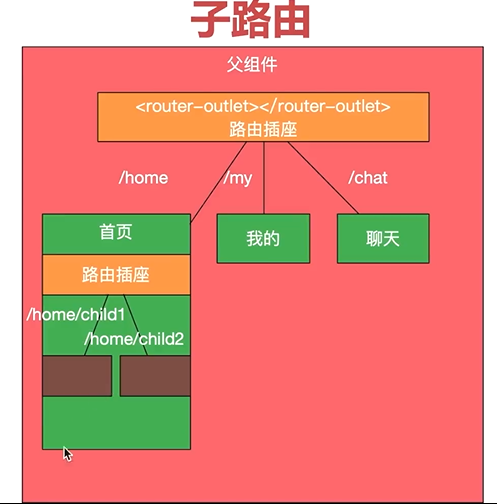 子路由
父组件
<router-outlet></router-outlet>
路由插座
/home
/my
/chat
首页
我的
聊天
路由插座
/home/child1
/home/child2